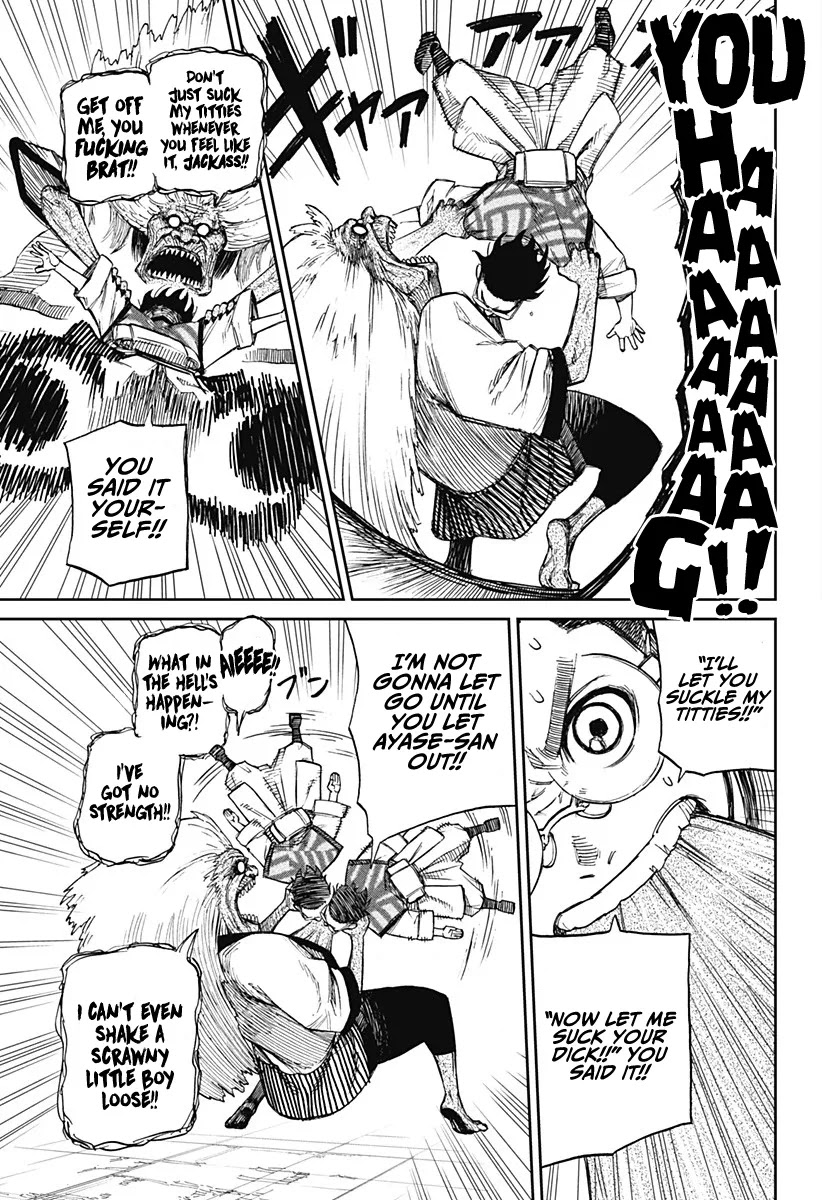 YOU
HAAAAAAG!!
ギャア
アアア
DON'T
JUST SUCK
MY TITTIES
WHENEVER
YOU FEEL LIKE
IT, JACKASS!!
GET OFF
ME, YOU
FUCKING
BRAT!!
YOU
SAID IT
YOUR-
SELF!!
"I'LL
LET YOU
SUCKLE MY
TITTIES!!"
"NOW LET ME
SUCK YOUR
DICK!!" YOU
SAID IT!!
I'M NOT
GONNA LET
GO UNTIL
YOU LET
AYASE-SAN
OUT!!
ブン
AIEEEE!!
WHAT IN
THE HELL'S
HAPPEN-
ING?!
I'VE
GOT NO
STRENGTH!!
I CAN'T EVEN
SHAKE A
SCRAWNY
LITTLE BOY
LOOSE!!